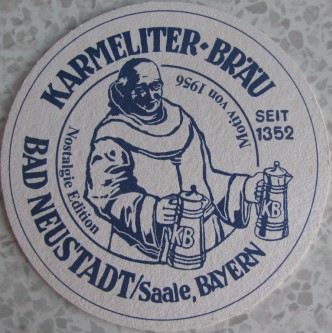 KARMELITER-BRÄU
Motiv von 1956
SEIT
1352
Nostalgie Edition
KB
KB
BAD NEUSTADT/Saale, BAYERN